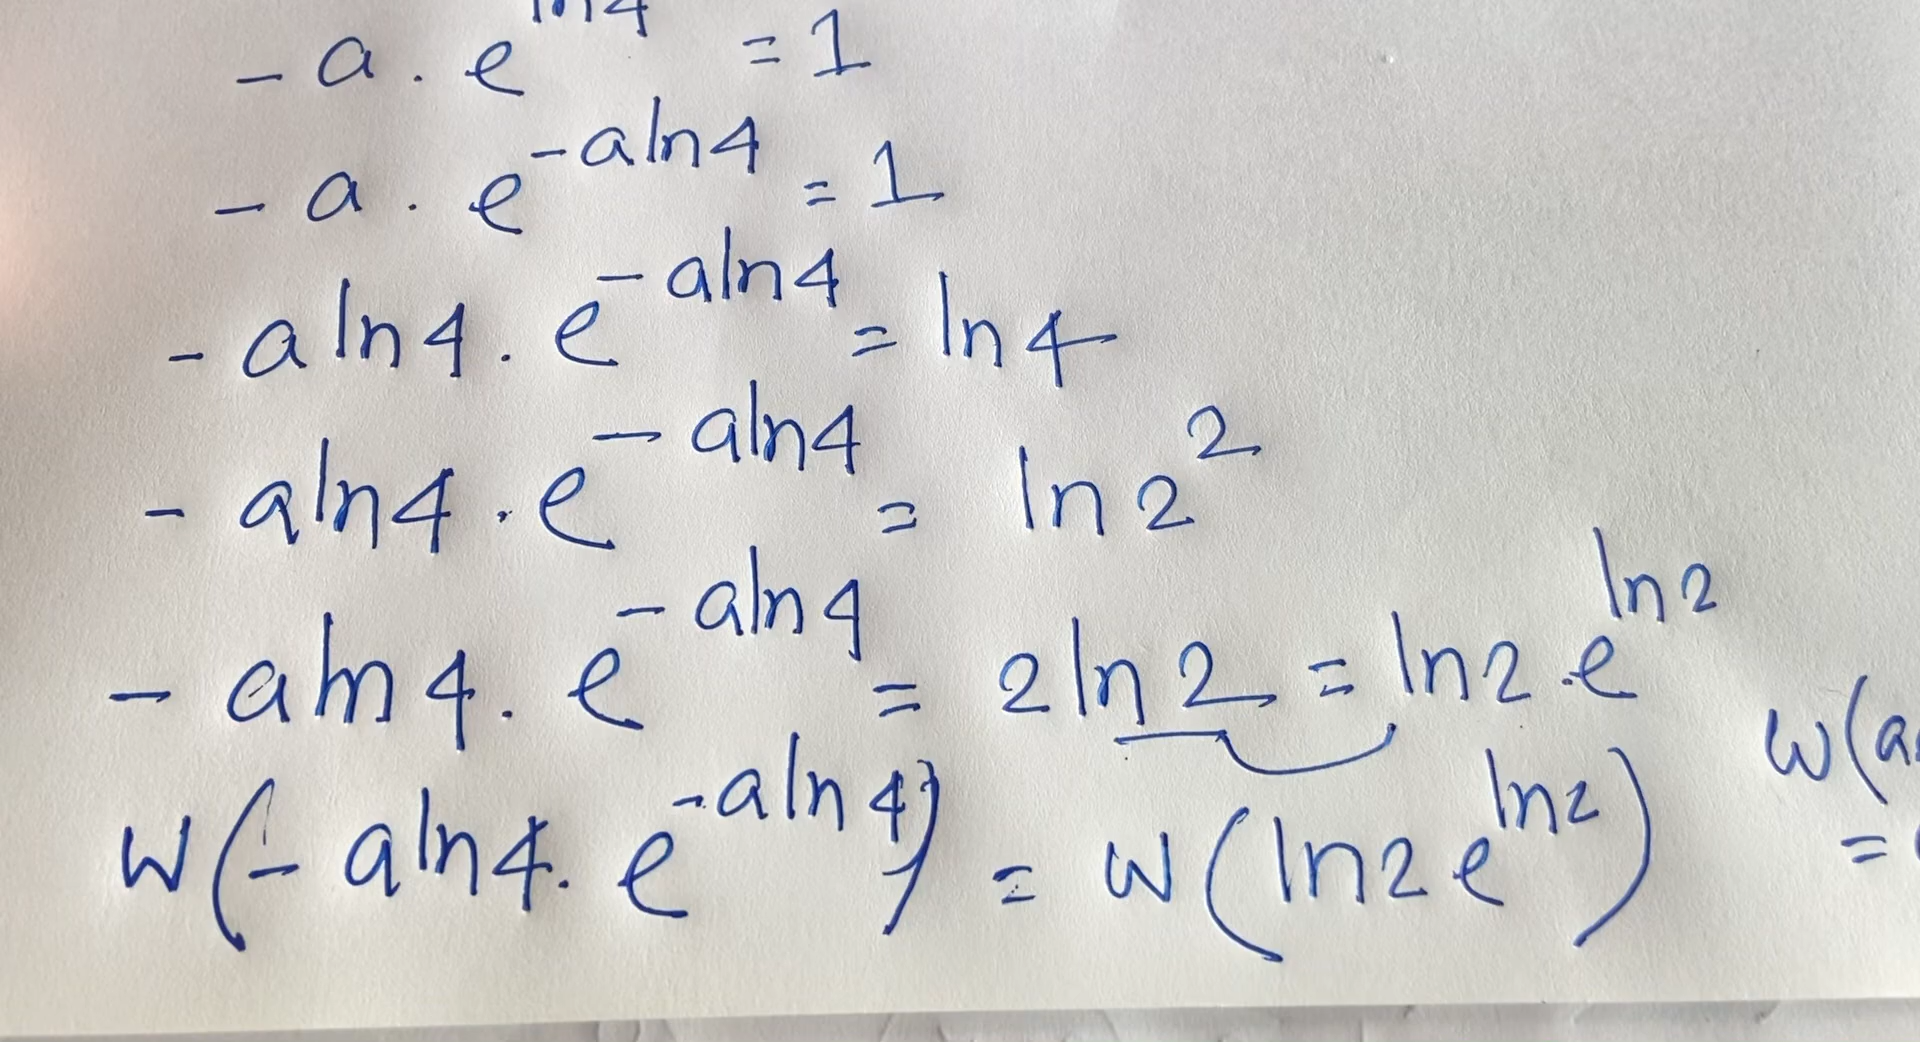 - a . e^ln4 = 1
- a . e^-aln4 = 1
- aln4 . e^-aln4 = ln4
- aln4 . e^-aln4 = ln2^2
- aln4 . e^-aln4 = 2ln2 = ln2 . e^ln2
W(- aln4 . e^-aln4) = W(ln2e^ln2)
W(a
=